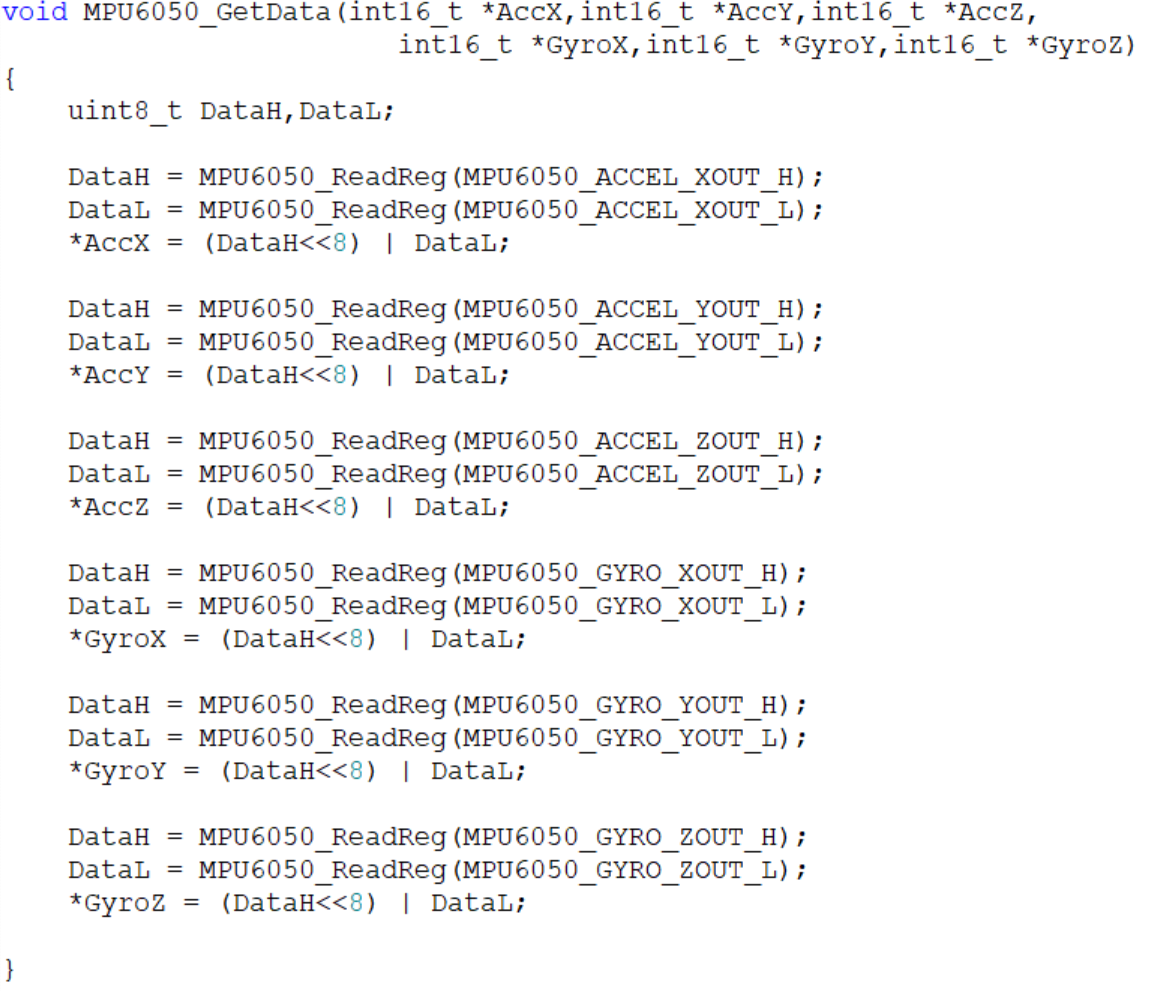 void MPU6050_GetData(int16_t *AccX,int16_t *AccY,int16_t *AccZ,
int16_t *GyroX,int16_t *GyroY,int16_t *GyroZ)
{
uint8_t DataH,DataL;
DataH = MPU6050_ReadReg(MPU6050_ACCEL_XOUT_H);
DataL = MPU6050_ReadReg(MPU6050_ACCEL_XOUT_L);
*AccX = (DataH<<8) | DataL;
DataH = MPU6050_ReadReg(MPU6050_ACCEL_YOUT_H);
DataL = MPU6050_ReadReg(MPU6050_ACCEL_YOUT_L);
*AccY = (DataH<<8) | DataL;
DataH = MPU6050_ReadReg(MPU6050_ACCEL_ZOUT_H);
DataL = MPU6050_ReadReg(MPU6050_ACCEL_ZOUT_L);
*AccZ = (DataH<<8) | DataL;
DataH = MPU6050_ReadReg(MPU6050_GYRO_XOUT_H);
DataL = MPU6050_ReadReg(MPU6050_GYRO_XOUT_L);
*GyroX = (DataH<<8) | DataL;
DataH = MPU6050_ReadReg(MPU6050_GYRO_YOUT_H);
DataL = MPU6050_ReadReg(MPU6050_GYRO_YOUT_L);
*GyroY = (DataH<<8) | DataL;
DataH = MPU6050_ReadReg(MPU6050_GYRO_ZOUT_H);
DataL = MPU6050_ReadReg(MPU6050_GYRO_ZOUT_L);
*GyroZ = (DataH<<8) | DataL;
}